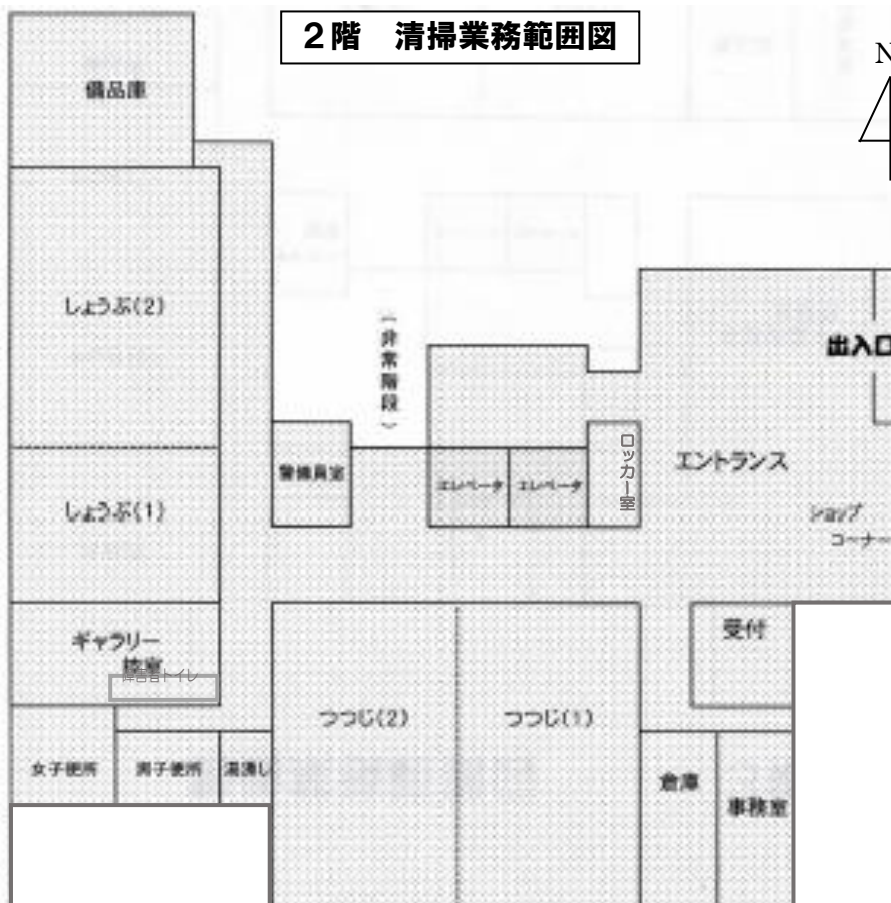 2階　清掃業務範囲図
N
備品庫
しょうぶ(2)
(非常階段)
出入口
警備員室
エレベータ
エレベータ
ロッカー室
エントランス
しょうぶ(1)
ショップ
コーナー
ギャラリー
控室
障害者トイレ
受付
つつじ(2)
つつじ(1)
女子便所
男子便所
湯沸し
倉庫
事務室